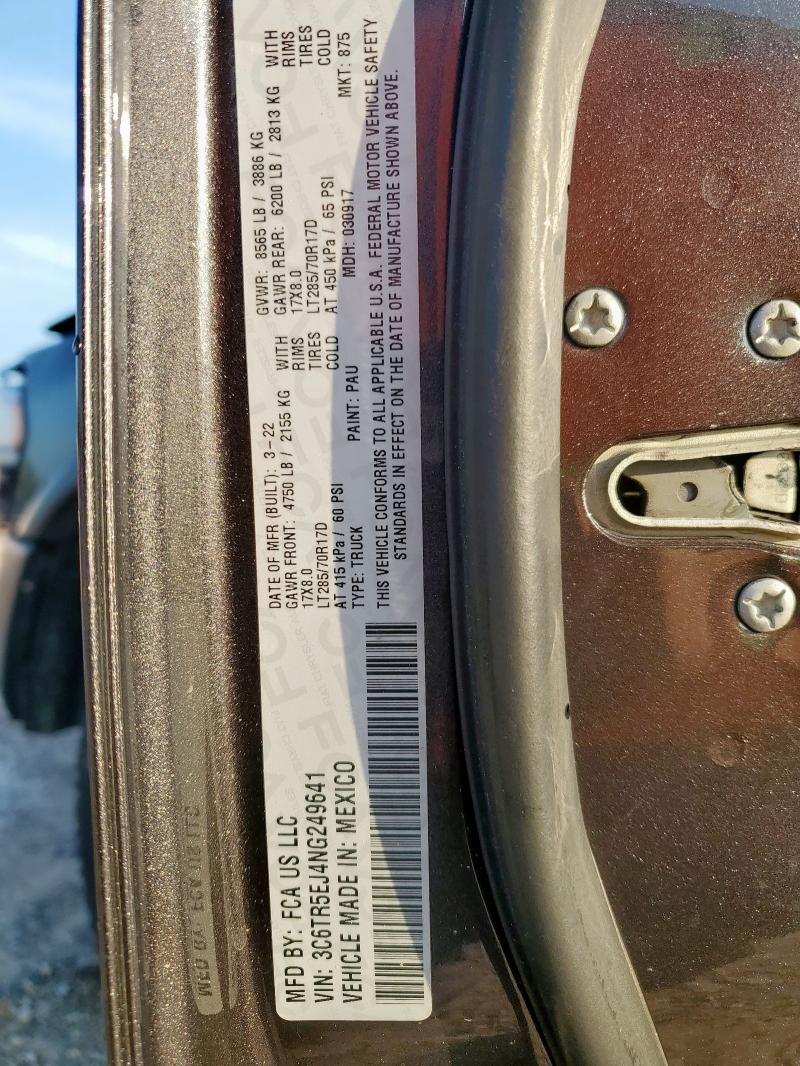 MFD BY: FCA US LLC
VIN: 3C6TR5EJ4NG249641
VEHICLE MADE IN: MEXICO
DATE OF MFR (BUILT): 3-22
GVWR: 8565 LB / 3886 KG
GAWR FRONT: 4750 LB / 2155 KG WITH
GAWR REAR: 6200 LB / 2813 KG WITH
17X8.0 RIMS
17X8.0 RIMS
LT285/70R17D TIRES
LT285/70R17D TIRES
AT 415 kPa / 60 PSI COLD
AT 450 kPa / 65 PSI COLD
TYPE: TRUCK PAINT: PAU MDH: 030917 MKT: 875
THIS VEHICLE CONFORMS TO ALL APPLICABLE U.S.A. FEDERAL MOTOR VEHICLE SAFETY
STANDARDS IN EFFECT ON THE DATE OF MANUFACTURE SHOWN ABOVE.